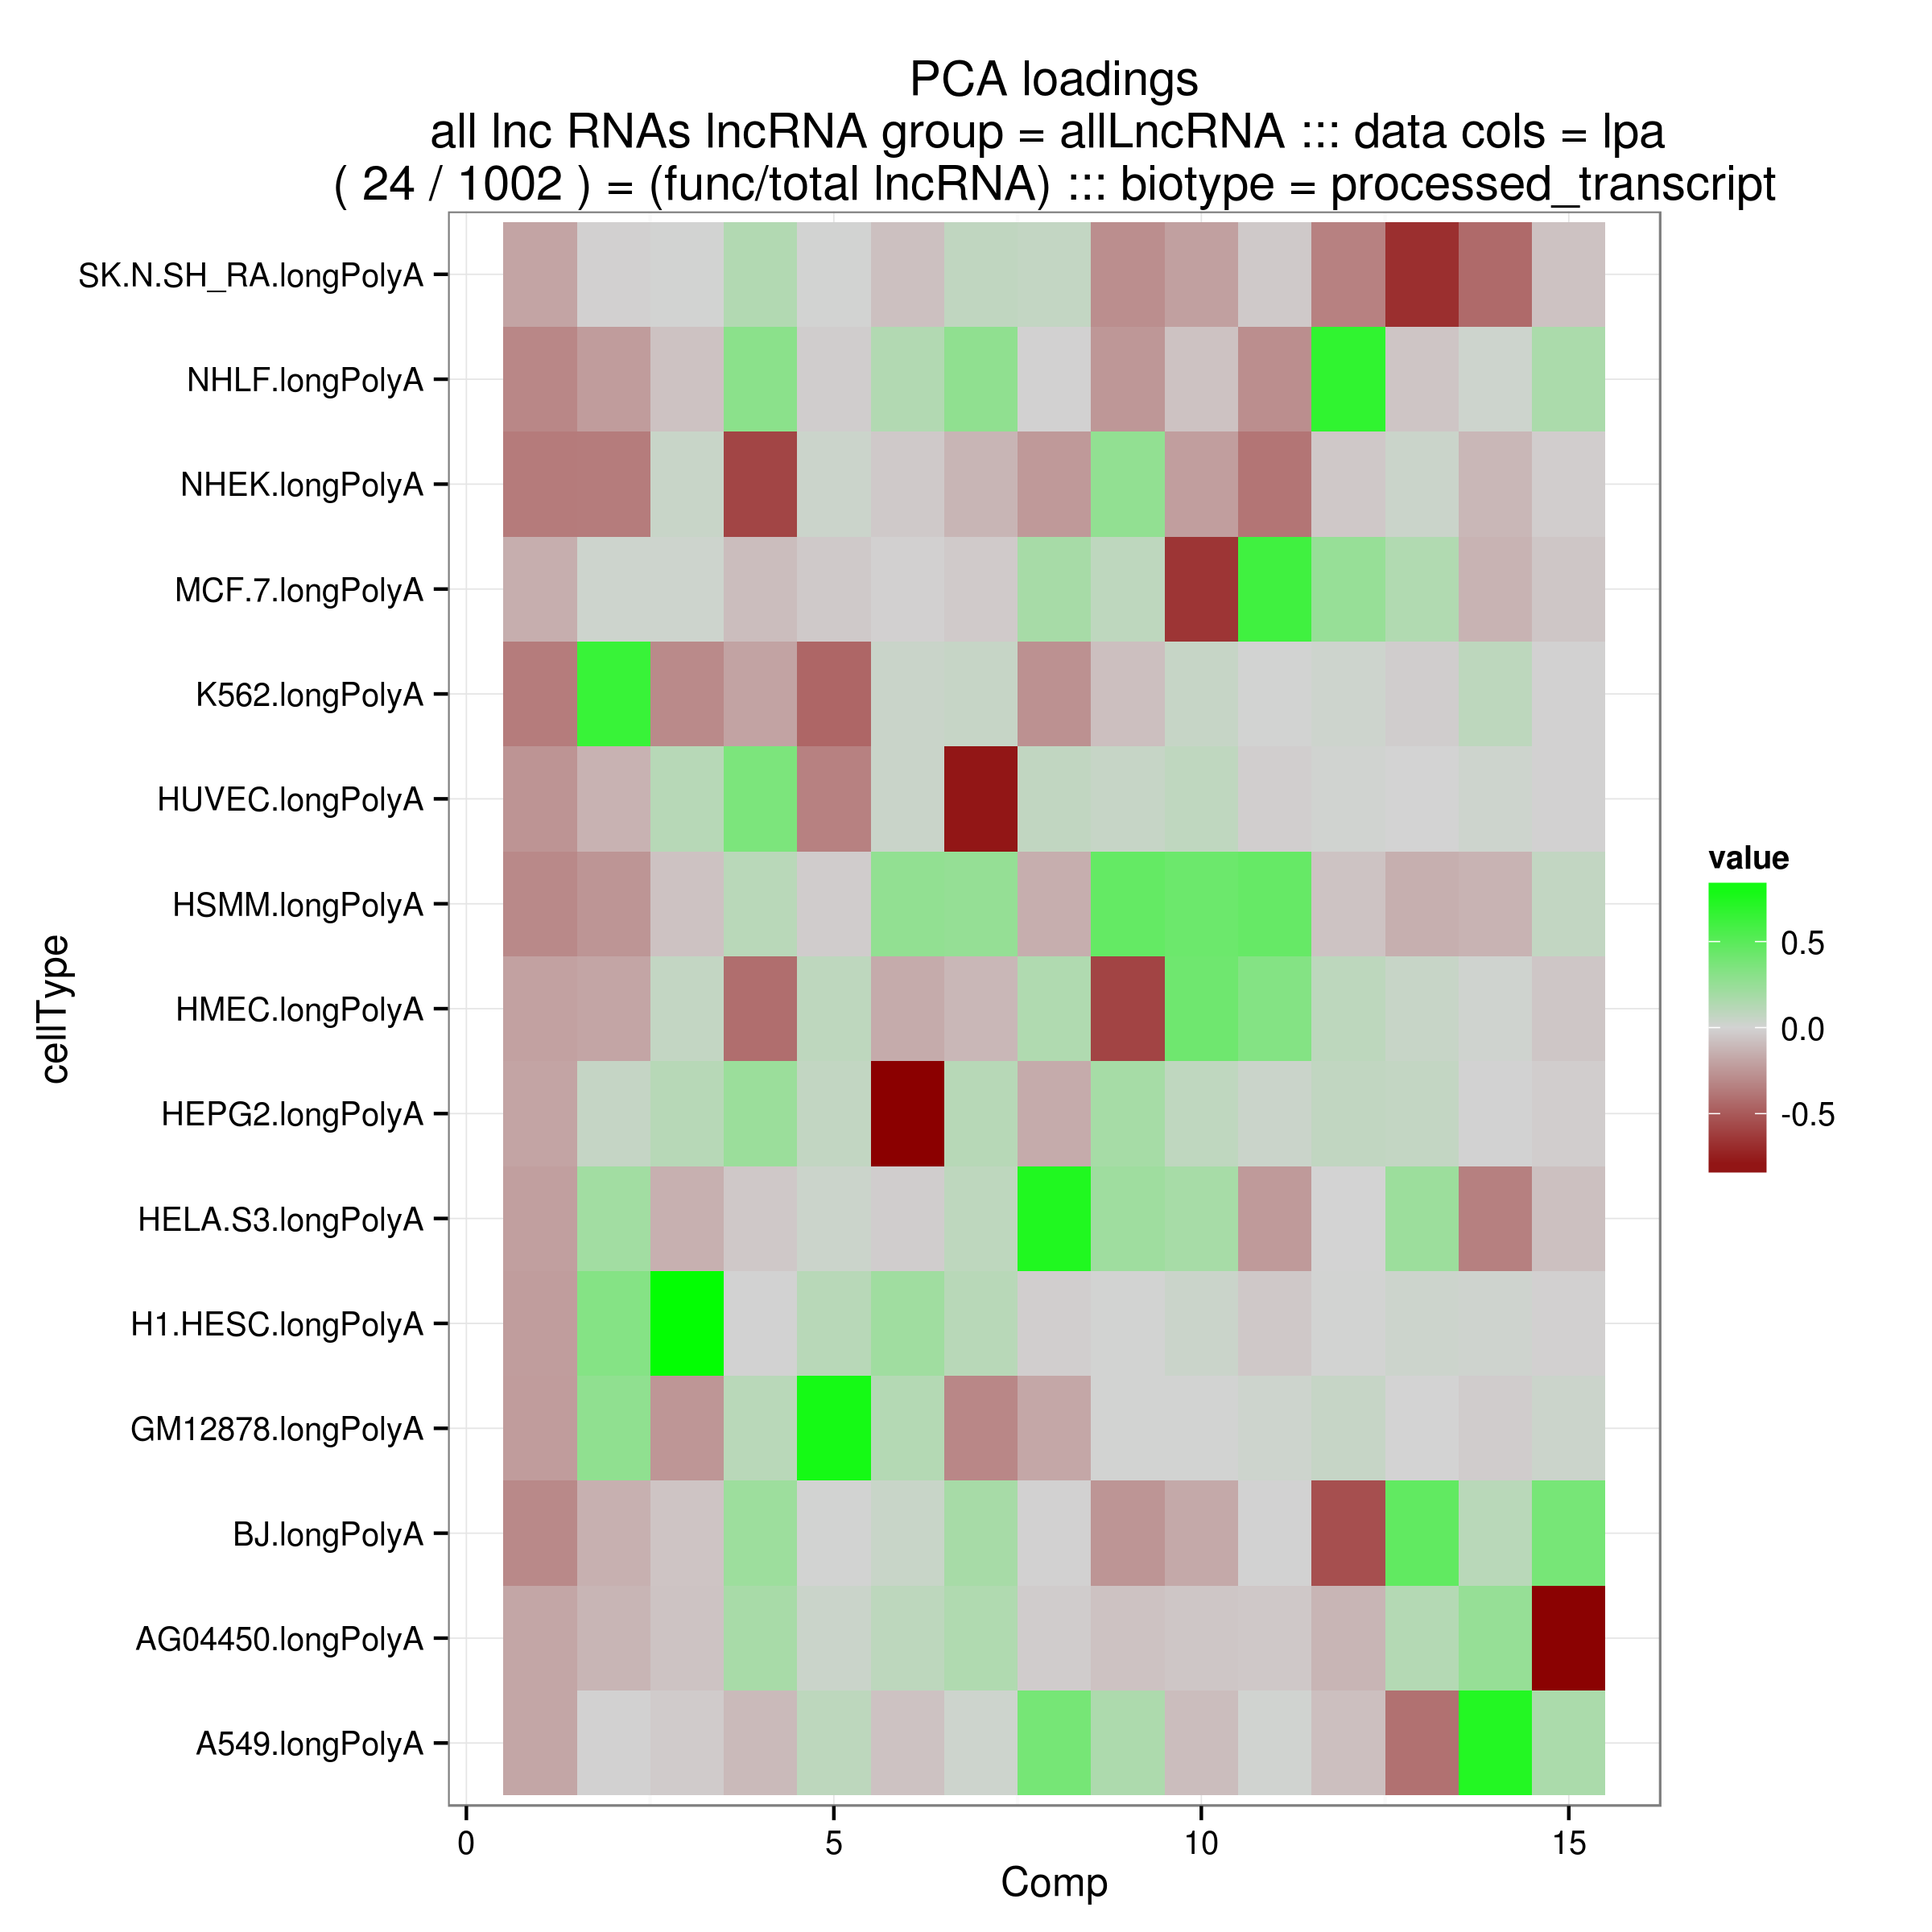 PCA loadings
all lnc RNAs lncRNA group = allLncRNA ::: data cols = lpa
( 24 / 1002 ) = (func/total lncRNA) ::: biotype = processed_transcript
SK.N.SH_RA.longPolyA
NHLF.longPolyA
NHEK.longPolyA
MCF.7.longPolyA
K562.longPolyA
HUVEC.longPolyA
HSMM.longPolyA
HMEC.longPolyA
HEPG2.longPolyA
HELA.S3.longPolyA
H1.HESC.longPolyA
GM12878.longPolyA
BJ.longPolyA
AG04450.longPolyA
A549.longPolyA
cellType
0 5 10 15
Comp
value
0.5
0.0
-0.5